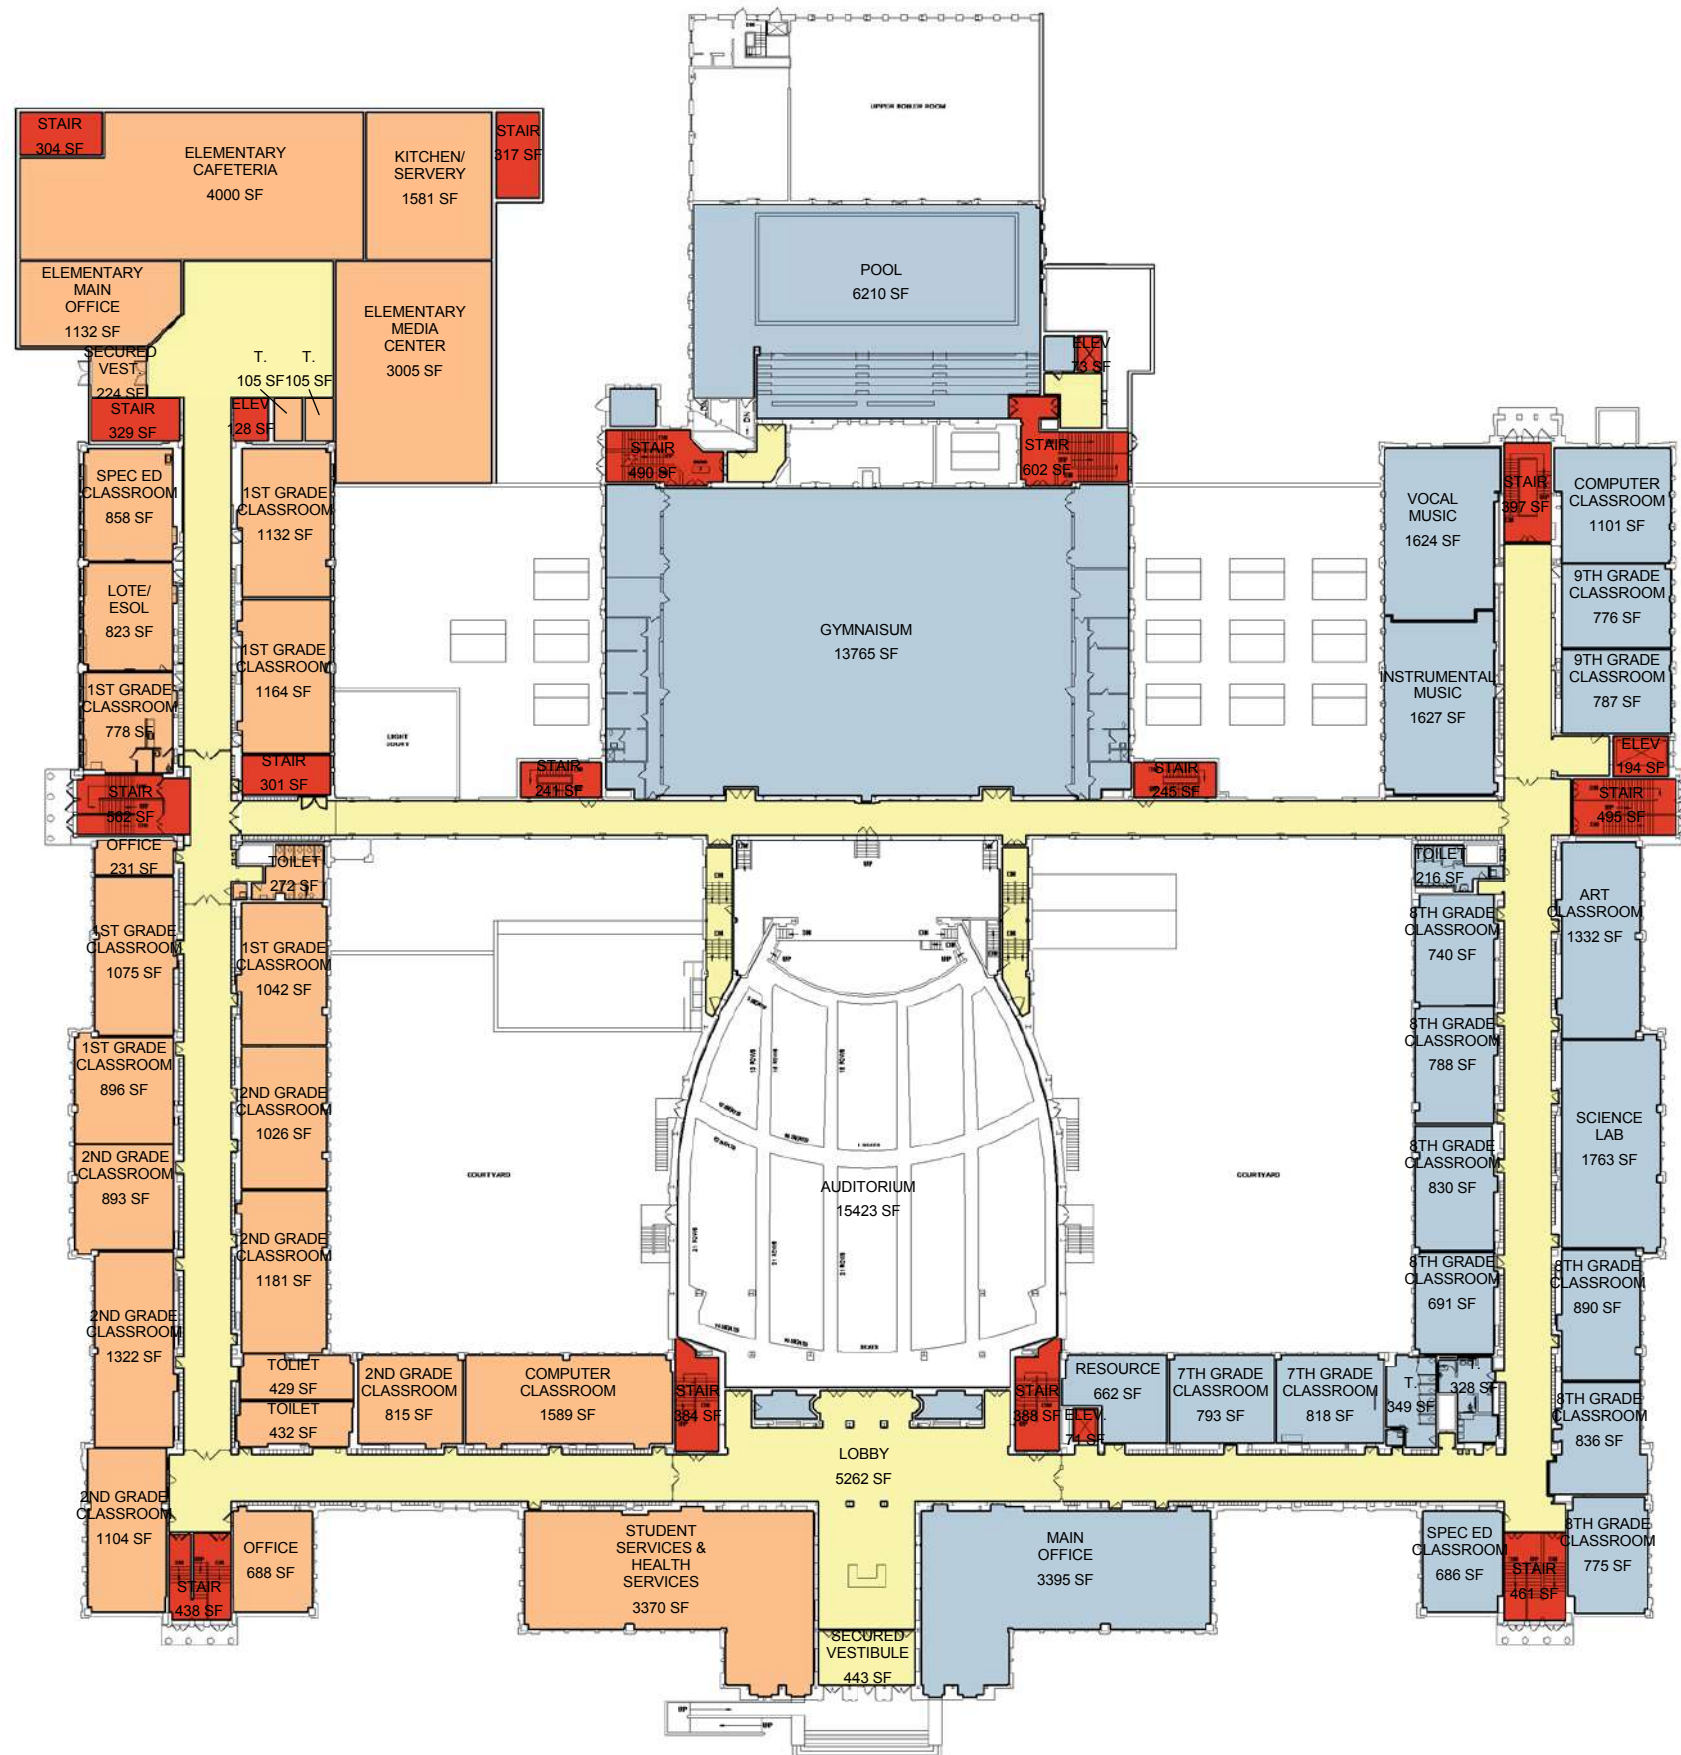 UPPER BOILER ROOM
STAIR
304 SF
ELEMENTARY
CAFETERIA
4000 SF
KITCHEN/
SERVERY
1581 SF
STAIR
317 SF
ELEMENTARY
MAIN
OFFICE
1132 SF
ELEMENTARY
MEDIA
CENTER
3005 SF
POOL
6210 SF
SECURED
VEST.
224 SF
T.
105 SF
T.
105 SF
ELEV
73 SF
STAIR
329 SF
ELEV
128 SF
STAIR
490 SF
STAIR
602 SF
SPEC ED
CLASSROOM
858 SF
1ST GRADE
CLASSROOM
1132 SF
VOCAL
MUSIC
1624 SF
STAIR
397 SF
COMPUTER
CLASSROOM
1101 SF
LOTE/
ESOL
823 SF
9TH GRADE
CLASSROOM
776 SF
1ST GRADE
CLASSROOM
1164 SF
GYMNAISUM
13765 SF
9TH GRADE
CLASSROOM
787 SF
1ST GRADE
CLASSROOM
778 SF
INSTRUMENTAL
MUSIC
1627 SF
LIGHT
COURT
STAIR
301 SF
STAIR
241 SF
STAIR
245 SF
ELEV
194 SF
STAIR
562 SF
STAIR
495 SF
OFFICE
231 SF
TOILET
272 SF
TOILET
216 SF
1ST GRADE
CLASSROOM
1075 SF
1ST GRADE
CLASSROOM
1042 SF
8TH GRADE
CLASSROOM
740 SF
ART
CLASSROOM
1332 SF
1ST GRADE
CLASSROOM
896 SF
2ND GRADE
CLASSROOM
1026 SF
8TH GRADE
CLASSROOM
788 SF
SCIENCE
LAB
1763 SF
2ND GRADE
CLASSROOM
893 SF
COURTYARD
AUDITORIUM
15423 SF
COURTYARD
8TH GRADE
CLASSROOM
830 SF
2ND GRADE
CLASSROOM
1181 SF
8TH GRADE
CLASSROOM
691 SF
8TH GRADE
CLASSROOM
890 SF
2ND GRADE
CLASSROOM
1322 SF
TOLIET
429 SF
TOILET
432 SF
2ND GRADE
CLASSROOM
815 SF
COMPUTER
CLASSROOM
1589 SF
STAIR
384 SF
STAIR
388 SF
RESOURCE
662 SF
ELEV.
71 SF
7TH GRADE
CLASSROOM
793 SF
7TH GRADE
CLASSROOM
818 SF
T.
349 SF
T.
328 SF
8TH GRADE
CLASSROOM
836 SF
LOBBY
5262 SF
2ND GRADE
CLASSROOM
1104 SF
STAIR
438 SF
OFFICE
688 SF
STUDENT
SERVICES &
HEALTH
SERVICES
3370 SF
MAIN
OFFICE
3395 SF
SPEC ED
CLASSROOM
686 SF
STAIR
461 SF
8TH GRADE
CLASSROOM
775 SF
SECURED
VESTIBULE
443 SF
UP
UP